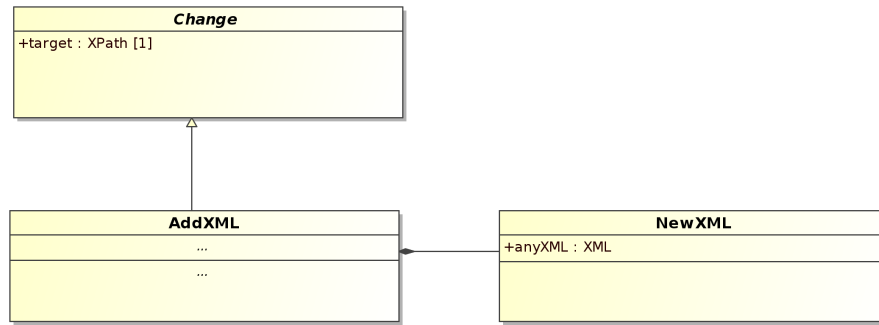 Change
+target : XPath [1]
AddXML
...
...
NewXML
+anyXML : XML